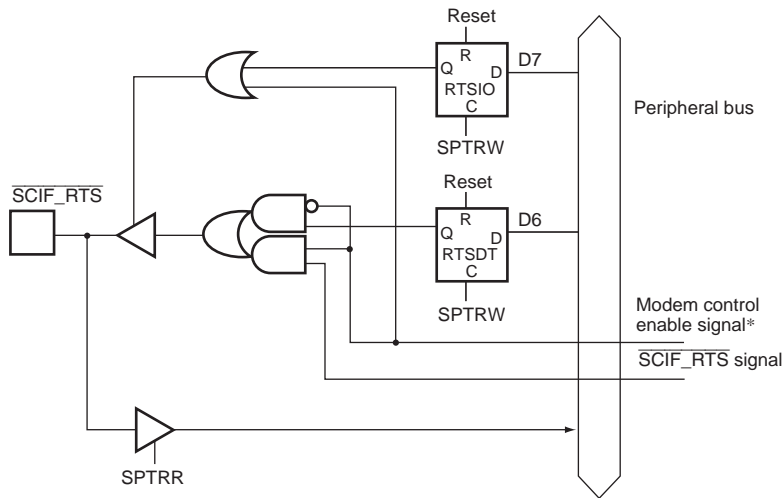 Reset
R
Q
D
D7
RTSIO
C
Peripheral bus
SPTRW
SCIF_RTS
Reset
R
D6
Q
D
RTSDT
C
SPTRW
Modem control
enable signal*
SCIF_RTS signal
SPTRR